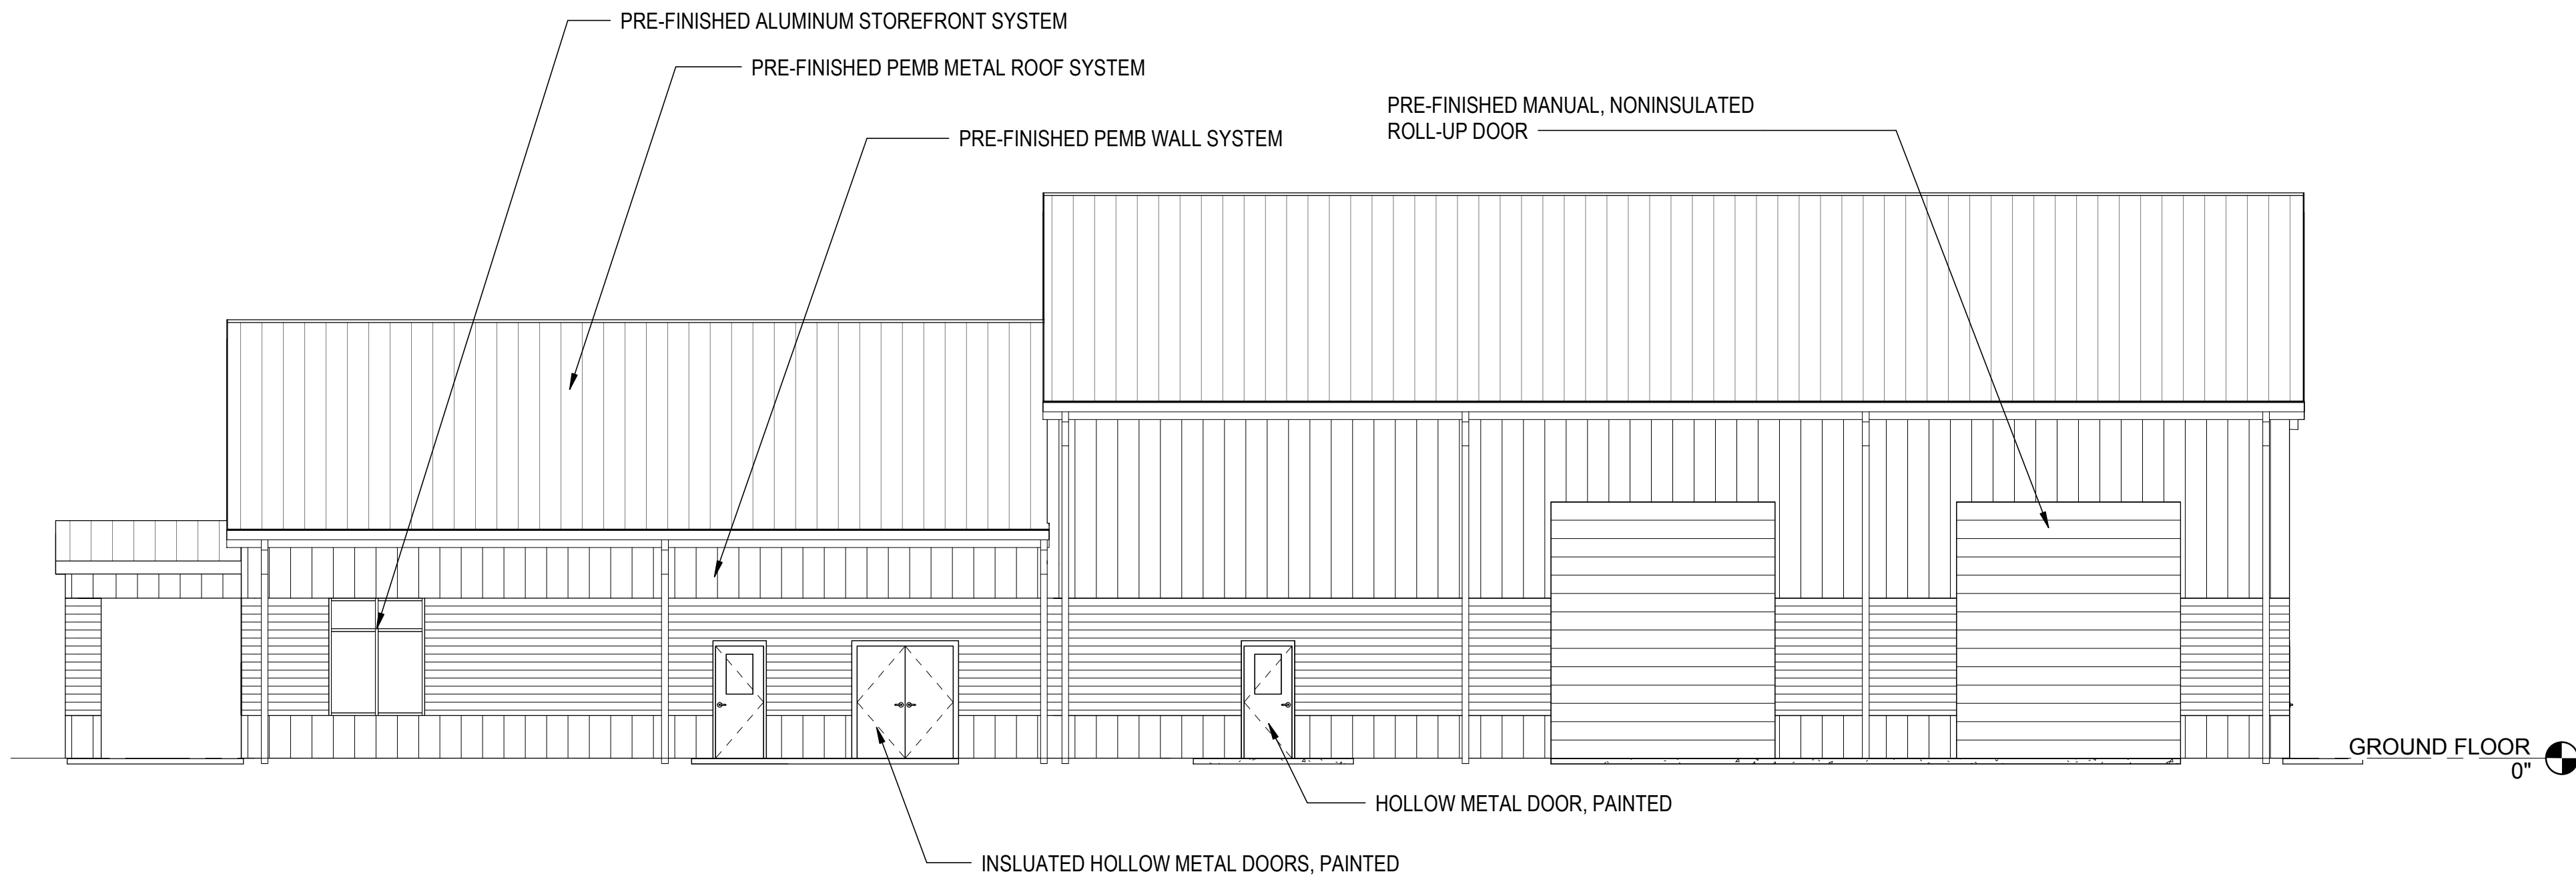 PRE-FINISHED ALUMINUM STOREFRONT SYSTEM
PRE-FINISHED PEMB METAL ROOF SYSTEM
PRE-FINISHED MANUAL, NONINSULATED
ROLL-UP DOOR
PRE-FINISHED PEMB WALL SYSTEM
GROUND FLOOR
0"
HOLLOW METAL DOOR, PAINTED
INSLUATED HOLLOW METAL DOORS, PAINTED